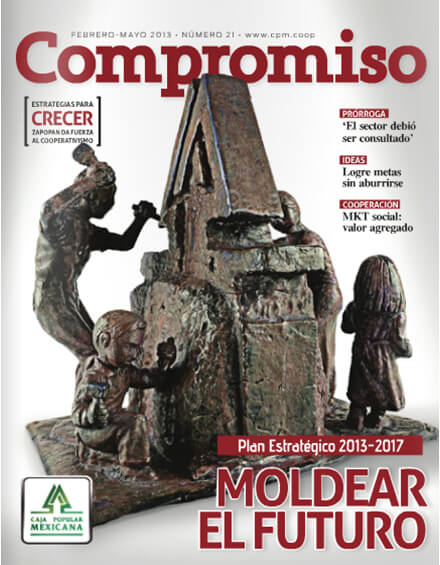 FEBRERO-MAYO 2013 • NÚMERO 21 • www.cpm.coop
Compromiso
ESTRATEGIAS PARA
CRECER
ZAPOPAN DA FUERZA
AL COOPERATIVISMO
PRÓRROGA
‘El sector debió
ser consultado’
IDEAS
Logre metas
sin aburrirse
COOPERACIÓN
MKT social:
valor agregado
Plan Estratégico 2013-2017
MOLDEAR
EL FUTURO
CAJA POPULAR
MEXICANA